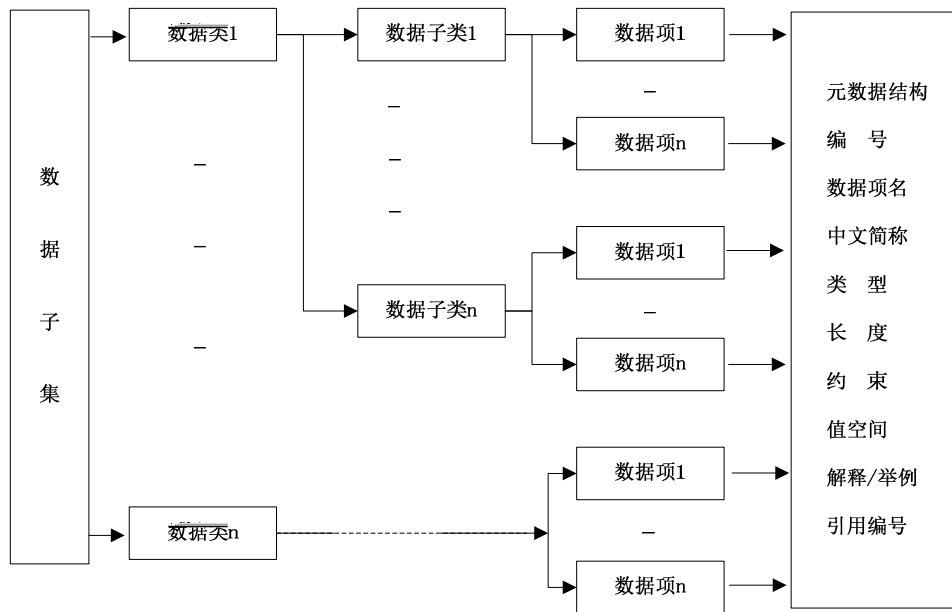 数据子集
数据类1
数据子类1
数据项1
数据项n
数据项1
数据子类n
数据项n
数据项1
数据类n
数据项n
元数据结构
编 号
数据项名
中文简称
类 型
长 度
约 束
值空间
解释/举例
引用编号